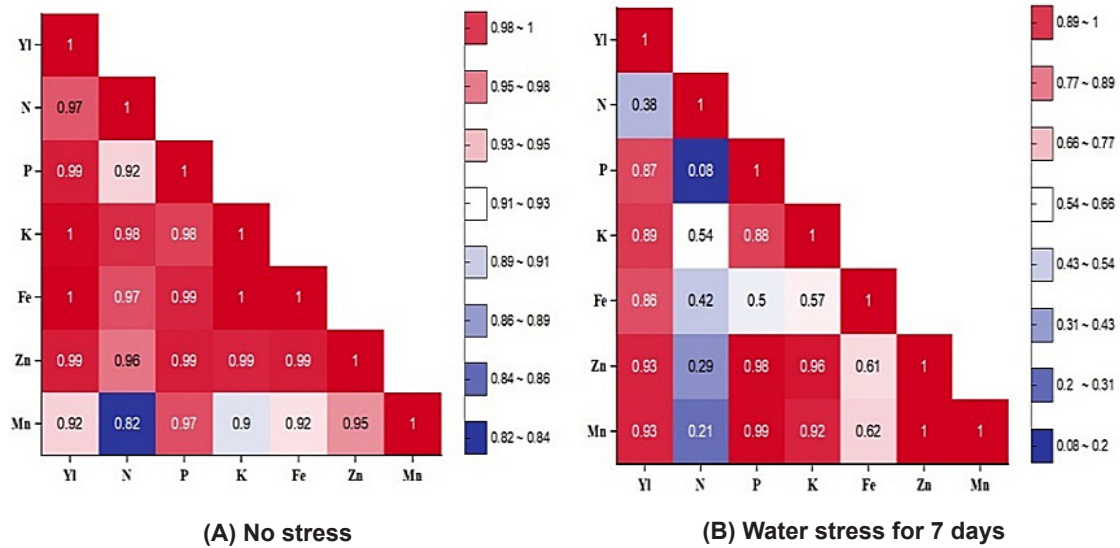 Yl 1
N 0.97 1
P 0.99 0.92 1
K 1 0.98 0.98 1
Fe 1 0.97 0.99 1 1
Zn 0.99 0.96 0.99 0.99 0.99 1
Mn 0.92 0.82 0.97 0.9 0.92 0.95 1
Yl N P K Fe Zn Mn
0.98 ~ 1
0.95 ~ 0.98
0.93 ~ 0.95
0.91 ~ 0.93
0.89 ~ 0.91
0.86 ~ 0.89
0.84 ~ 0.86
0.82 ~ 0.84
(A) No stress
Yl 1
N 0.38 1
P 0.87 0.08 1
K 0.89 0.54 0.88 1
Fe 0.86 0.42 0.5 0.57 1
Zn 0.93 0.29 0.98 0.96 0.61 1
Mn 0.93 0.21 0.99 0.92 0.62 1 1
Yl N P K Fe Zn Mn
0.89 ~ 1
0.77 ~ 0.89
0.66 ~ 0.77
0.54 ~ 0.66
0.43 ~ 0.54
0.31 ~ 0.43
0.2 ~ 0.31
0.08 ~ 0.2
(B) Water stress for 7 days